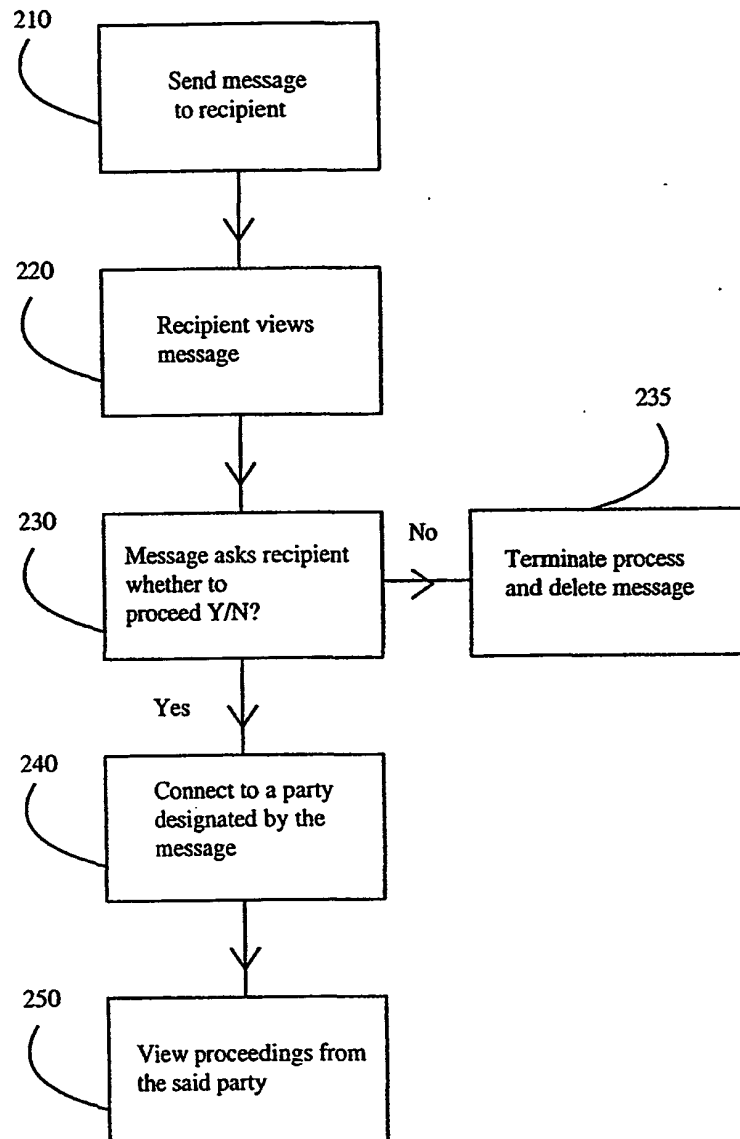 210
Send message
to recipient
220
Recipient views
message
235
230
Message asks recipient
whether to
proceed Y/N?
No
Terminate process
and delete message
Yes
240
Connect to a party
designated by the
message
250
View proceedings from
the said party